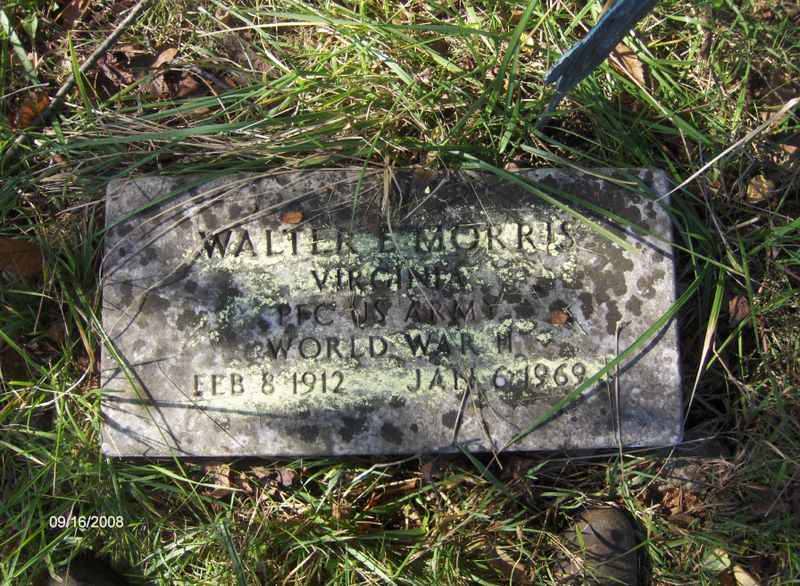 WALTER E MORRIS
VIRGINIA
PFC US ARMY
WORLD WAR II
FEB 8 1912 JAN 6 1969
09/16/2008